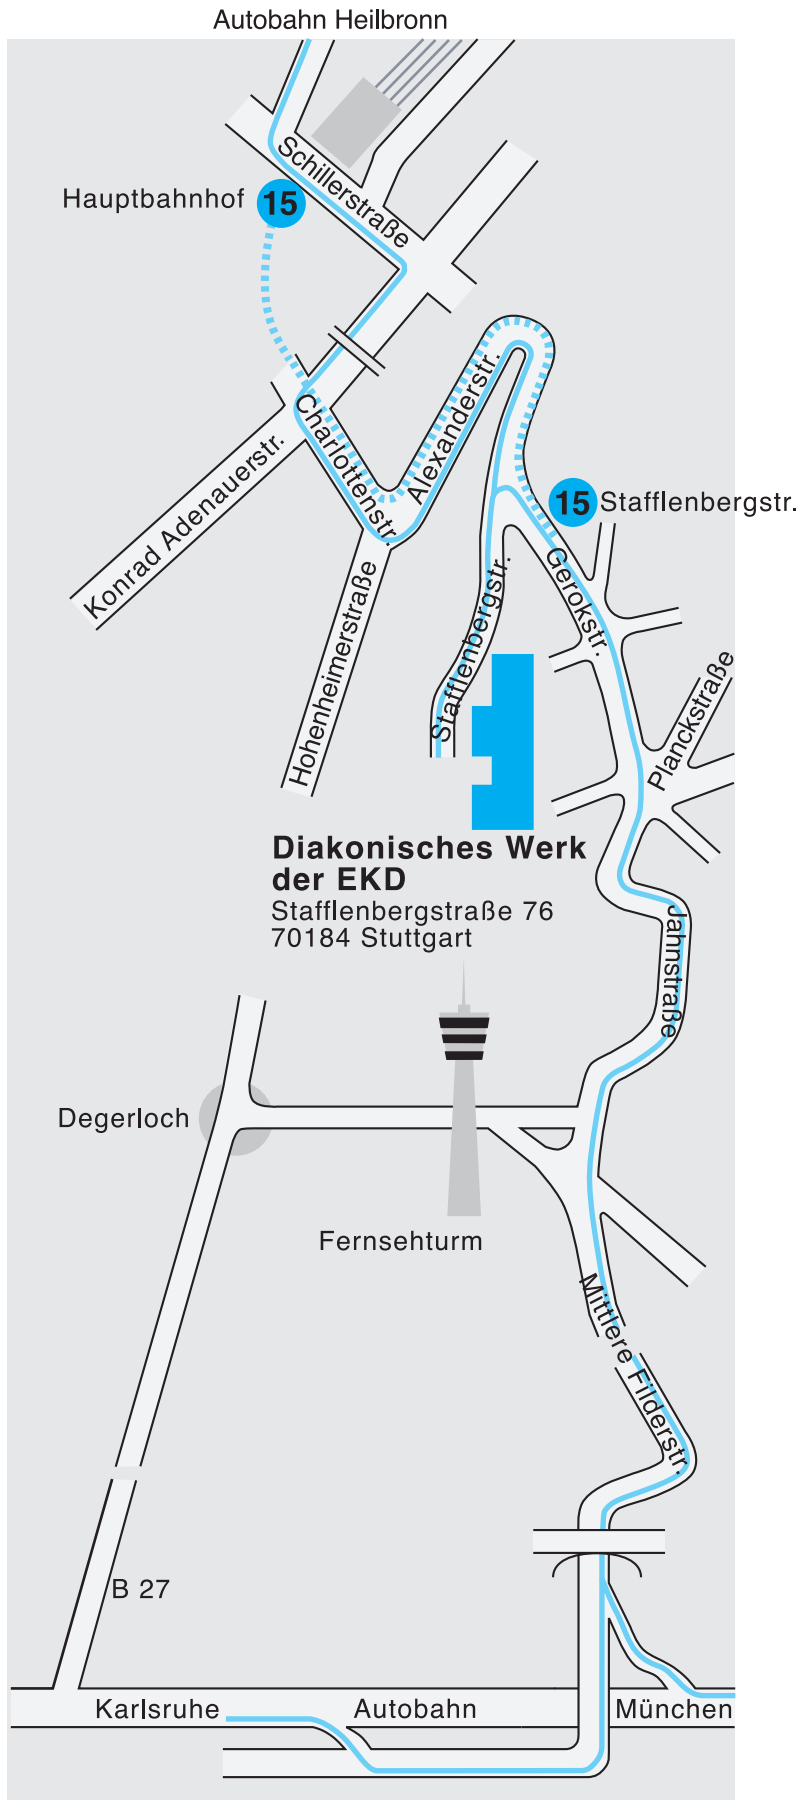 Autobahn Heilbronn
Schillerstraße
Hauptbahnhof
15
Alexanderstr.
Charlottenstr.
Konrad Adenauerstr.
15
Stafflenbergstr.
Gerokstr.
Hohenheimerstraße
Stafflenbergstr.
Planckstraße
Diakonisches Werk
der EKD
Stafflenbergstraße 76
70184 Stuttgart
Jahnstraße
Degerloch
Fernsehturm
Mittlere Filderstr.
B 27
Karlsruhe
Autobahn
München